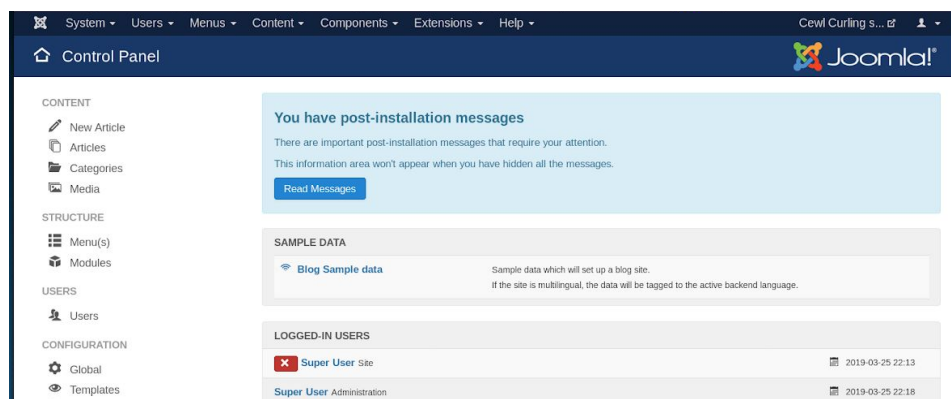 System Users Menus Content Components Extensions Help Cewl Curling s...
Control Panel Joomla!®
CONTENT
New Article
Articles
Categories
Media
STRUCTURE
Menu(s)
Modules
USERS
Users
CONFIGURATION
Global
Templates
You have post-installation messages
There are important post-installation messages that require your attention.
This information area won't appear when you have hidden all the messages.
Read Messages
SAMPLE DATA
Blog Sample data Sample data which will set up a blog site.
If the site is multilingual, the data will be tagged to the active backend language.
LOGGED-IN USERS
Super User Site 2019-03-25 22:13
Super User Administration 2019-03-25 22:18